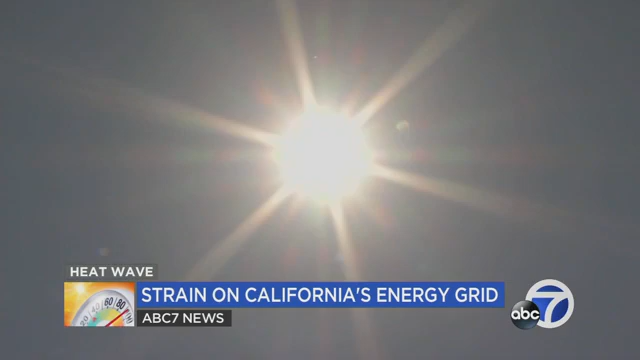 HEAT WAVE
STRAIN ON CALIFORNIA'S ENERGY GRID
ABC7 NEWS
abc 7